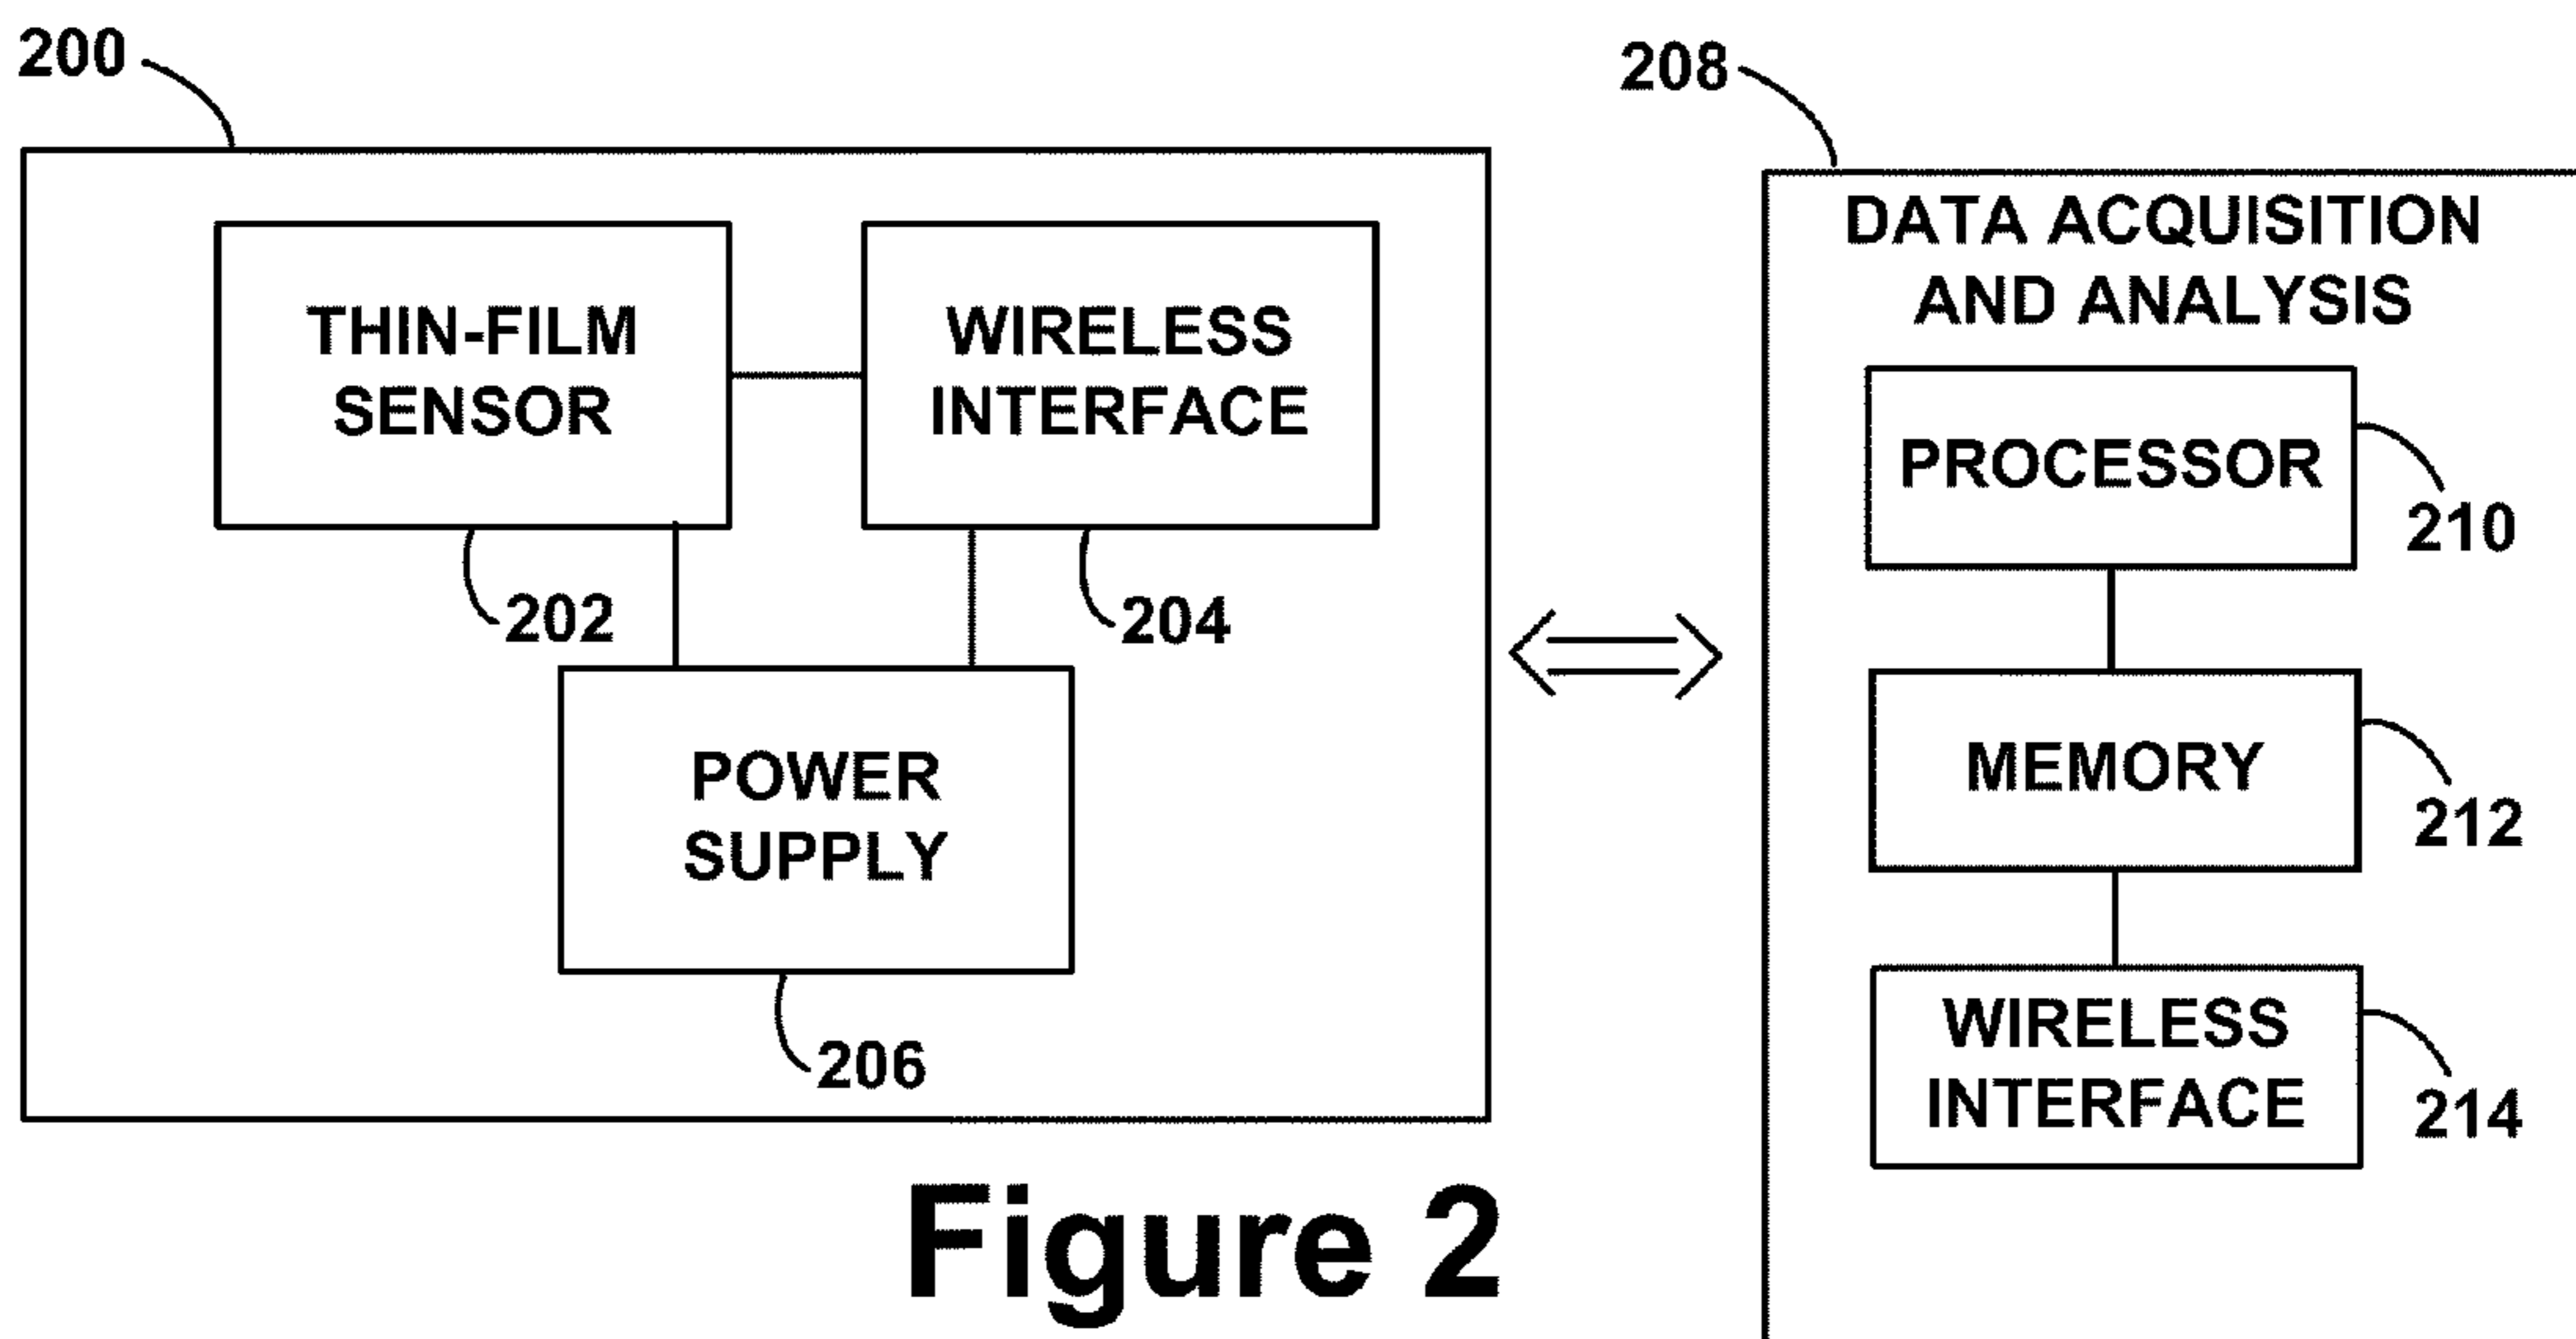 200
THIN-FILM
SENSOR
202
WIRELESS
INTERFACE
204
POWER
SUPPLY
206
208
DATA ACQUISITION
AND ANALYSIS
PROCESSOR
210
MEMORY
212
WIRELESS
INTERFACE
214
Figure 2